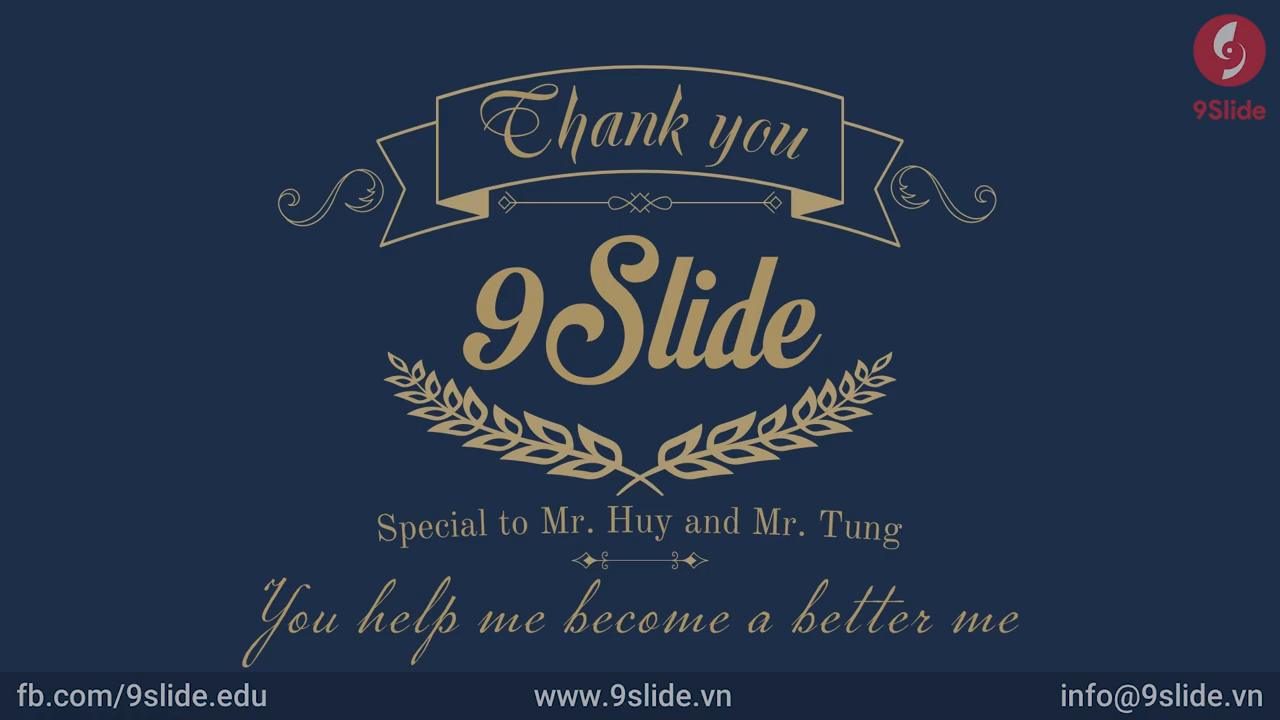 9Slide
Thank you
9Slide
Special to Mr. Huy and Mr. Tung
You help me become a better me
fb.com/9slide.edu
www.9slide.vn
info@9slide.vn